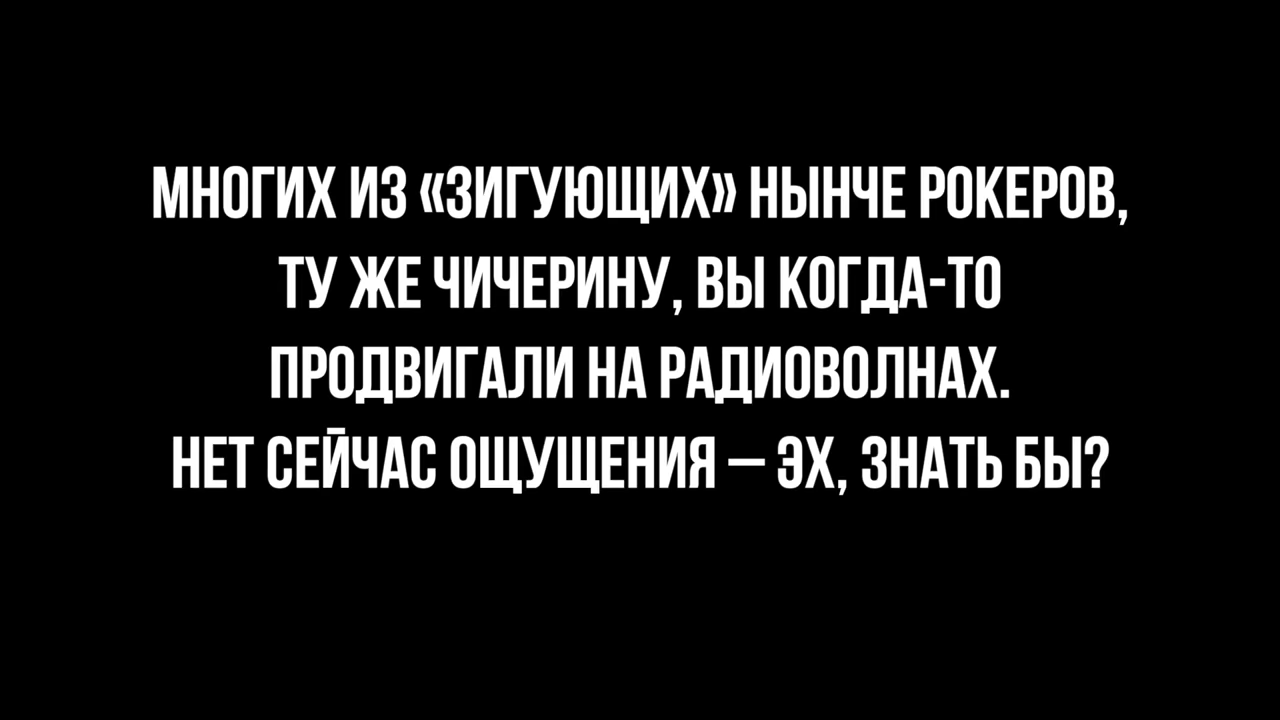 МНОГИХ ИЗ «ЗИГУЮЩИХ» НЫНЧЕ РОКЕРОВ,
ТУ ЖЕ ЧИЧЕРИНУ, ВЫ КОГДА-ТО
ПРОДВИГАЛИ НА РАДИОВОЛНАХ.
НЕТ СЕЙЧАС ОЩУЩЕНИЯ – ЭХ, ЗНАТЬ БЫ?